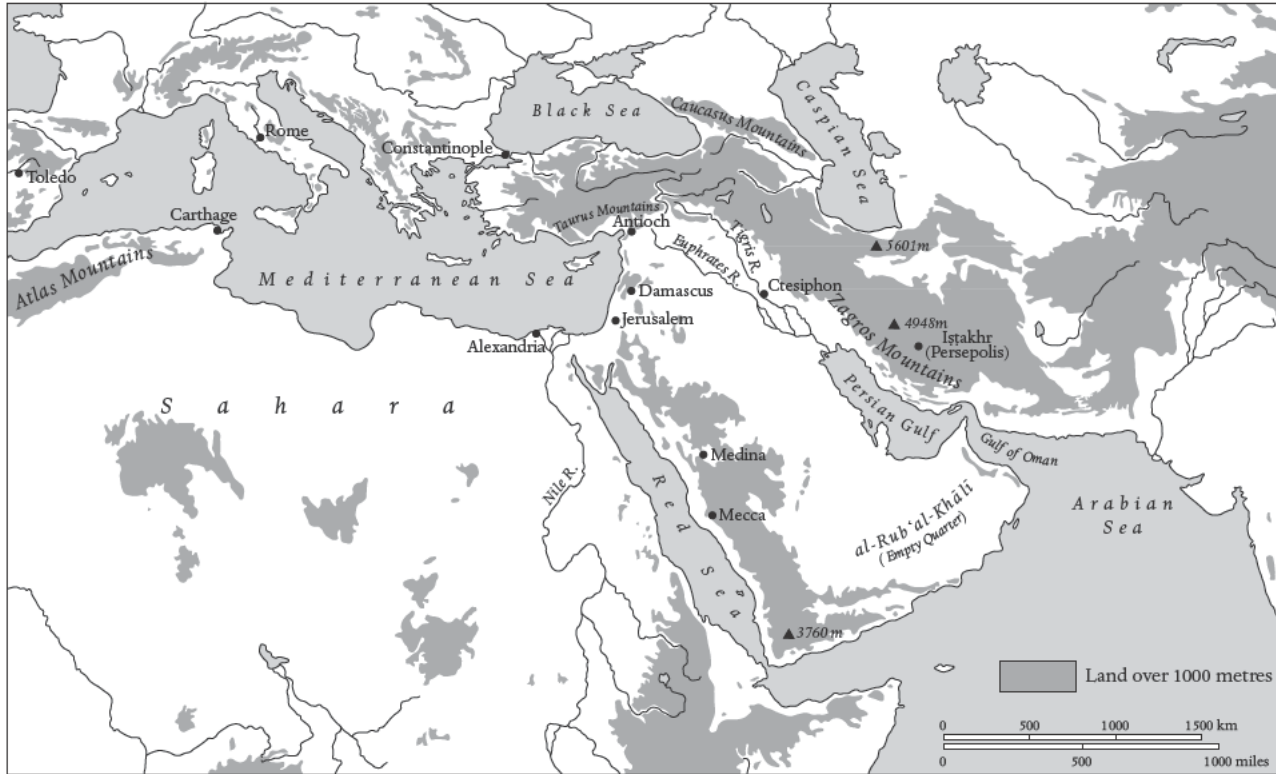 Black Sea
Caucasus Mountains
Caspian Sea
Rome
Constantinople
Toledo
Carthage
Taurus Mountains
Antioch
Tigris R.
Euphrates R.
5601m
Atlas Mountains
Mediterranean Sea
Damascus
Ctesiphon
Jerusalem
Zagros Mountains
4948m
Iṣṭakhr
(Persepolis)
Alexandria
Sahara
Persian Gulf
Gulf of Oman
Medina
Nile R.
Red Sea
Mecca
al-Rubʿal-Khālī
(Empty Quarter)
Arabian
Sea
3760m
Land over 1000 metres
0 500 1000 1500 km
0 500 1000 miles